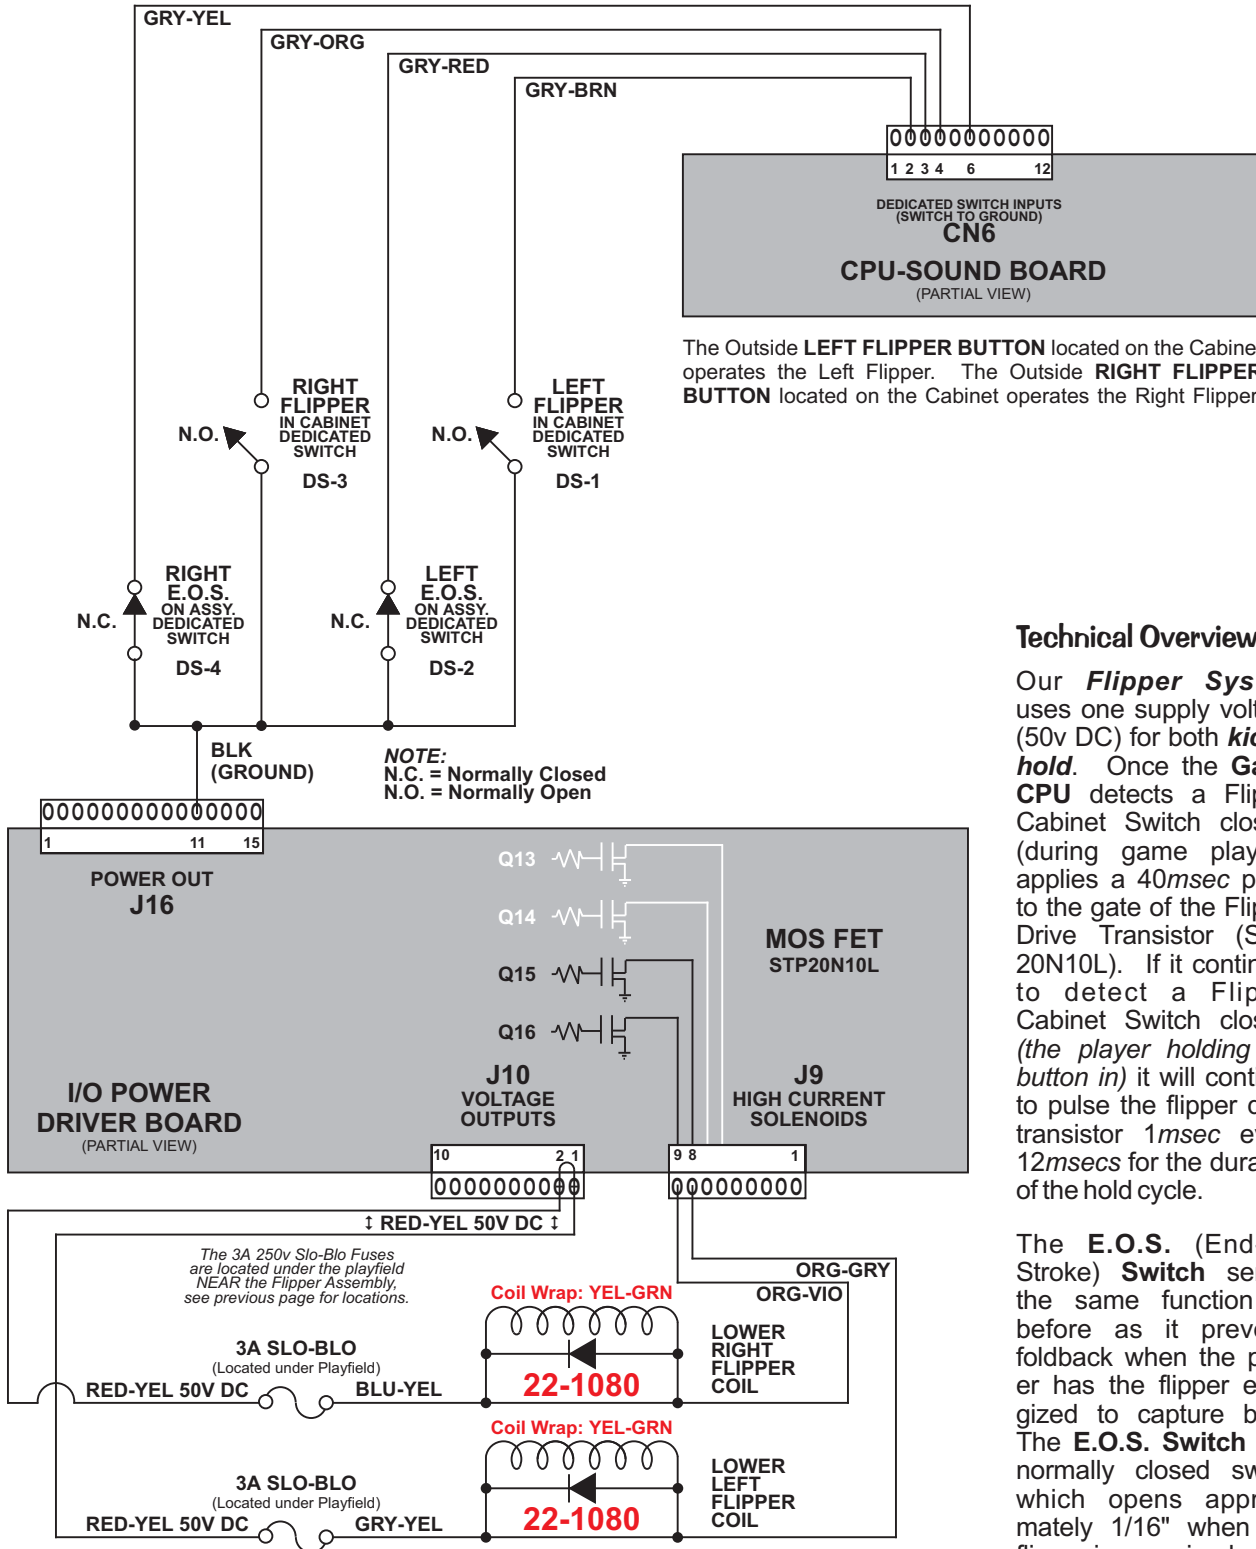 GRY-YEL
GRY-ORG
GRY-RED
GRY-BRN
1 2 3 4 6 12
DEDICATED SWITCH INPUTS
(SWITCH TO GROUND)
CN6
CPU-SOUND BOARD
(PARTIAL VIEW)
The Outside LEFT FLIPPER BUTTON located on the Cabine
operates the Left Flipper. The Outside RIGHT FLIPPER
BUTTON located on the Cabinet operates the Right Flipper
RIGHT
FLIPPER
IN CABINET
DEDICATED
SWITCH
DS-3
N.O.
LEFT
FLIPPER
IN CABINET
DEDICATED
SWITCH
DS-1
N.O.
RIGHT
E.O.S.
ON ASSY.
DEDICATED
SWITCH
DS-4
N.C.
LEFT
E.O.S.
ON ASSY.
DEDICATED
SWITCH
DS-2
N.C.
BLK
(GROUND)
NOTE:
N.C. = Normally Closed
N.O. = Normally Open
1 11 15
POWER OUT
J16
Q13
Q14
Q15
Q16
MOS FET
STP20N10L
I/O POWER
DRIVER BOARD
(PARTIAL VIEW)
J10
VOLTAGE
OUTPUTS
10 2 1
J9
HIGH CURRENT
SOLENOIDS
9 8 1
↕ RED-YEL 50V DC ↕
The 3A 250v Slo-Blo Fuses
are located under the playfield
NEAR the Flipper Assembly,
see previous page for locations.
ORG-GRY
ORG-VIO
Coil Wrap: YEL-GRN
22-1080
LOWER
RIGHT
FLIPPER
COIL
3A SLO-BLO
(Located under Playfield)
RED-YEL 50V DC
BLU-YEL
Coil Wrap: YEL-GRN
22-1080
LOWER
LEFT
FLIPPER
COIL
3A SLO-BLO
(Located under Playfield)
RED-YEL 50V DC
GRY-YEL
Technical Overview
Our Flipper Sys
uses one supply volt
(50v DC) for both kic
hold. Once the Ga
CPU detects a Flip
Cabinet Switch clos
(during game play
applies a 40msec p
to the gate of the Flip
Drive Transistor (S
20N10L). If it contin
to detect a Flip
Cabinet Switch clos
(the player holding
button in) it will conti
to pulse the flipper d
transistor 1msec ev
12msecs for the dura
of the hold cycle.
The E.O.S. (End-
Stroke) Switch se
the same function
before as it prev
foldback when the p
er has the flipper e
gized to capture b
The E.O.S. Switch
normally closed sw
which opens appr
mately 1/16" when